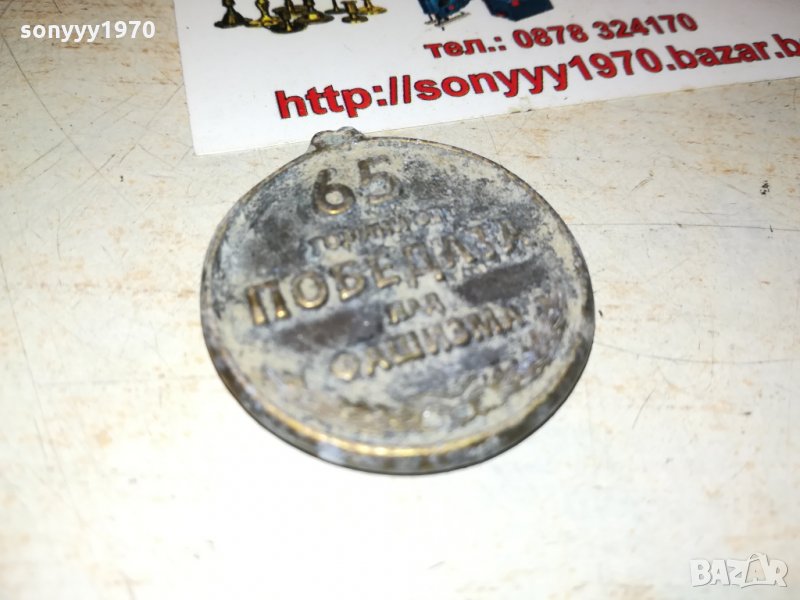 sonyyy1970
тел.: 0878 324170
http://sonyyy1970.bazar.b
65
години от
ПОБЕДАТА
над
ФАШИЗМА
BAZAR